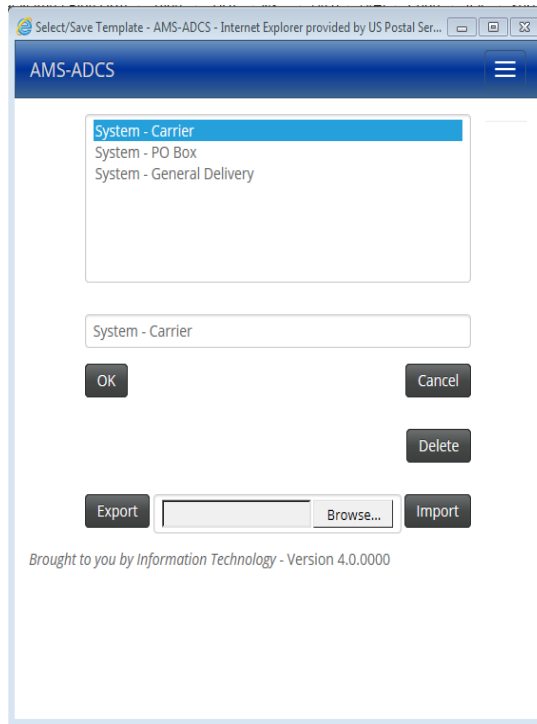 Select/Save Template - AMS-ADCS - Internet Explorer provided by US Postal Ser...
AMS-ADCS
System - Carrier
System - PO Box
System - General Delivery
System - Carrier
OK Cancel
Delete
Export Browse... Import
Brought to you by Information Technology - Version 4.0.0000